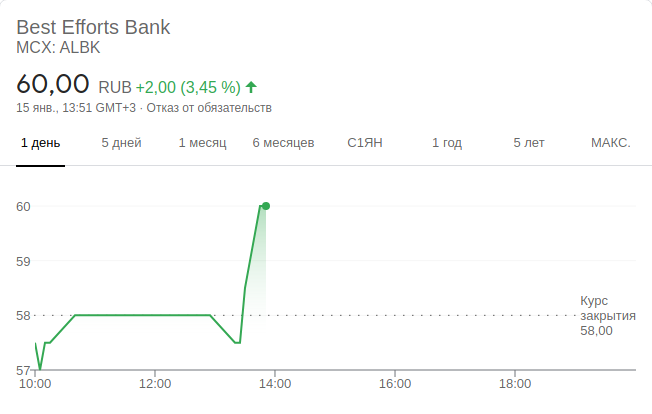 Best Efforts Bank
MCX: ALBK
60,00 RUB +2,00 (3,45 %)
15 янв., 13:51 GMT+3 · Отказ от обязательств
1 день 5 дней 1 месяц 6 месяцев С1ЯН 1 год 5 лет МАКС.
60
59
58
57
Курс
закрытия
58,00
10:00 12:00 14:00 16:00 18:00